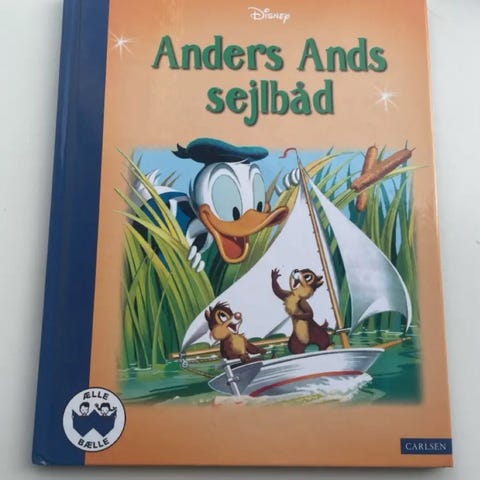 Disney
Anders Ands
sejlbåd
ÆLLE
BÆLLE
CARLSEN